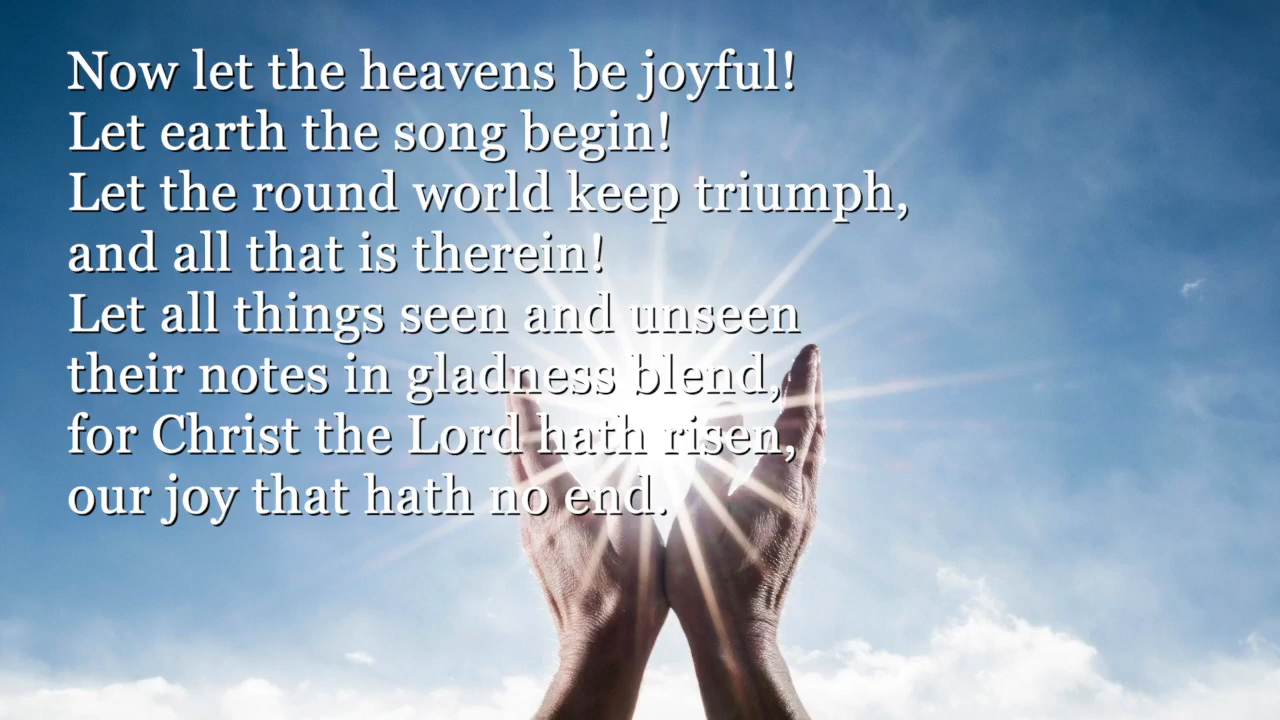 Now let the heavens be joyful!
Let earth the song begin!
Let the round world keep triumph,
and all that is therein!
Let all things seen and unseen
their notes in gladness blend,
for Christ the Lord hath risen,
our joy that hath no end.